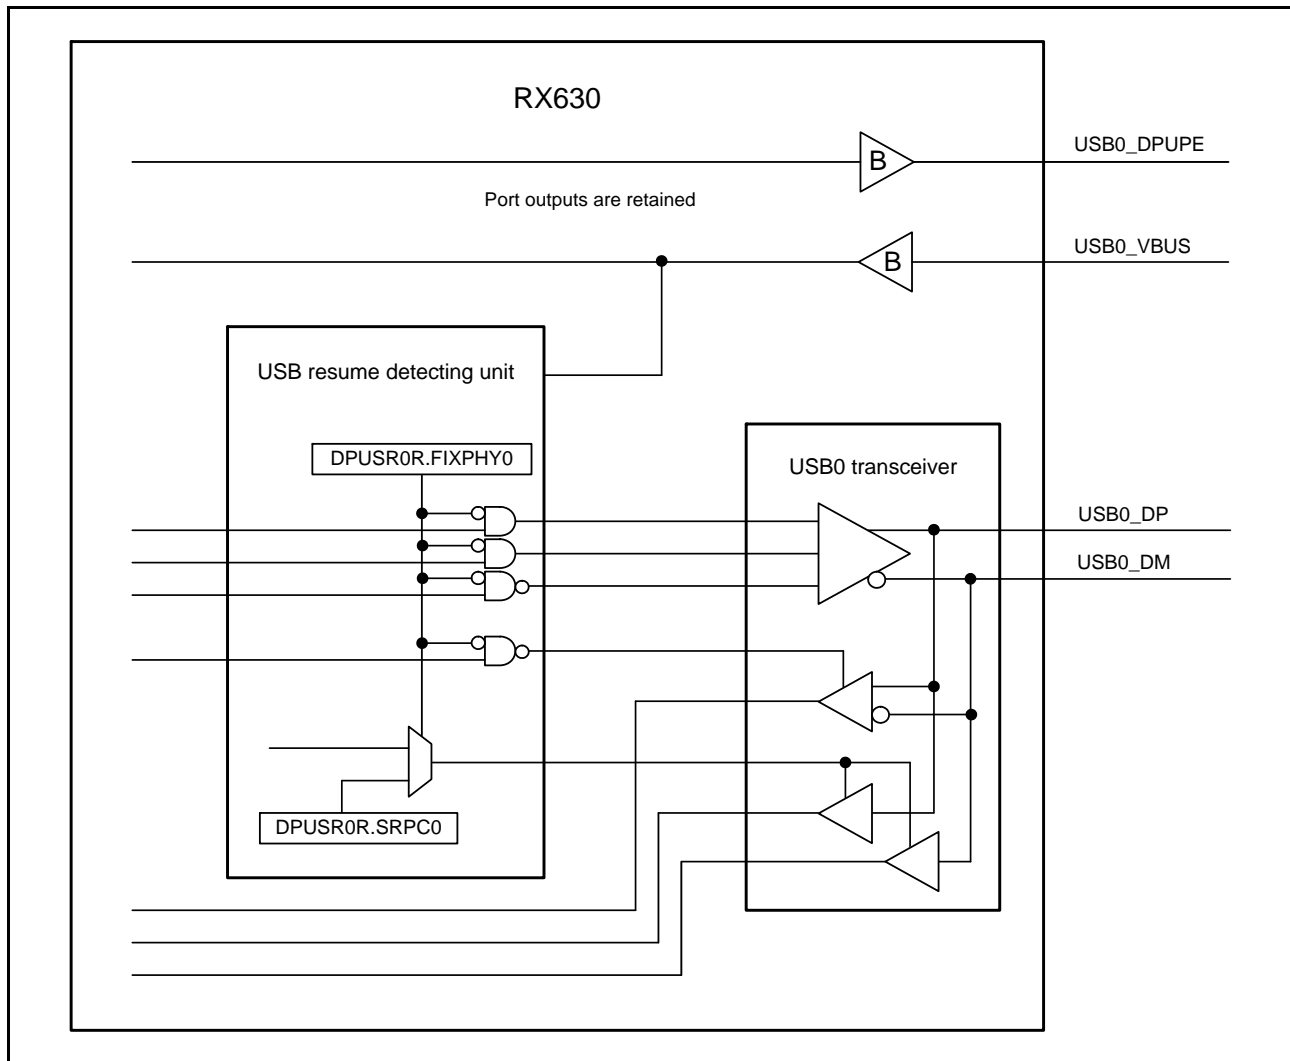 RX630
USB0_DPUPE
B
Port outputs are retained
USB0_VBUS
B
USB resume detecting unit
DPUSR0R.FIXPHY0
USB0 transceiver
USB0_DP
USB0_DM
DPUSR0R.SRPC0